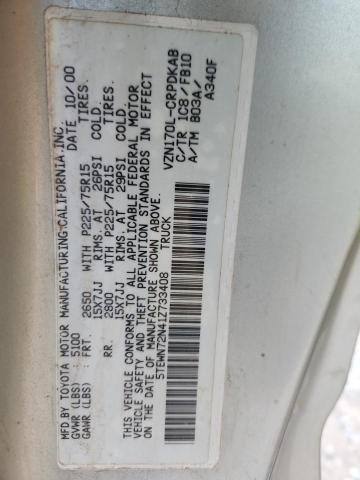 MFD BY TOYOTA MOTOR MANUFACTURING,CALIFORNIA,INC.
GVWR (LBS) : 5100 DATE 10/00
GAWR (LBS) : FRT. 2650 WITH P225/75R15 TIRES.
15X7JJ RIMS. AT 26PSI COLD.
RR. 2800 WITH P225/75R15 TIRES.
15X7JJ RIMS. AT 29PSI COLD.
THIS VEHICLE CONFORMS TO ALL APPLICABLE FEDERAL MOTOR
VEHICLE SAFETY AND THEFT PREVENTION STANDARDS IN EFFECT
ON THE DATE OF MANUFACTURE SHOWN ABOVE.
5TEWN72N41Z733408 TRUCK
VZN170L-CRPDKAB
C/TR 1C8/FB10
A/TM B03A/
A340F